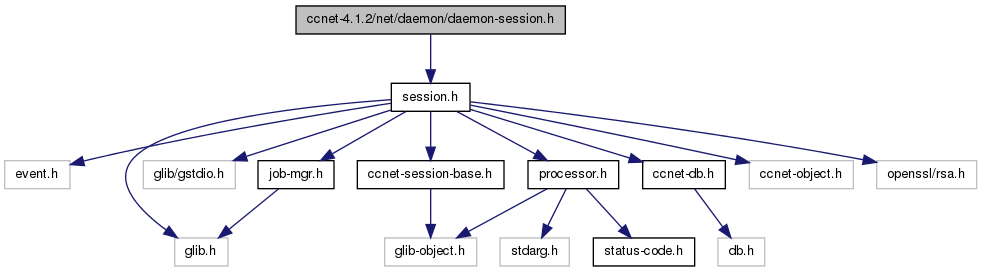 ccnet-4.1.2/net/daemon/daemon-session.h
session.h
event.h
glib/gstdio.h
job-mgr.h
ccnet-session-base.h
processor.h
ccnet-db.h
ccnet-object.h
openssl/rsa.h
glib.h
glib-object.h
stdarg.h
status-code.h
db.h